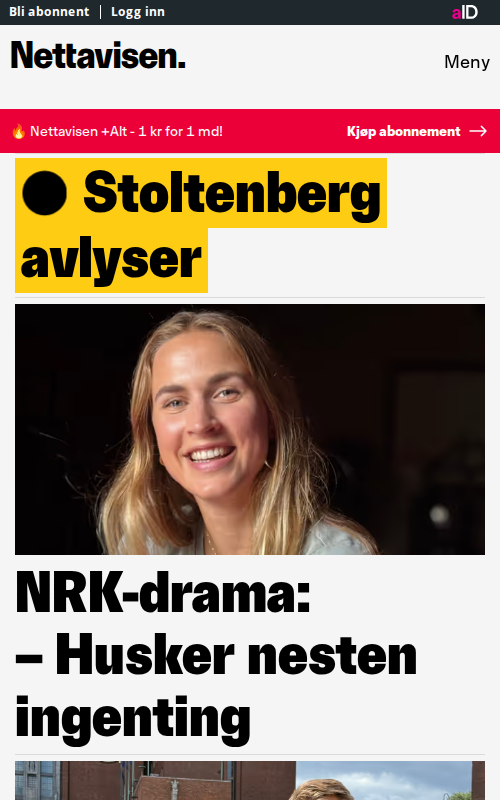 Bli abonnent | Logg inn
aID
Nettavisen.
Meny
🔥 Nettavisen +Alt - 1 kr for 1 md!
Kjøp abonnement →
● Stoltenberg
avlyser
NRK-drama:
– Husker nesten
ingenting